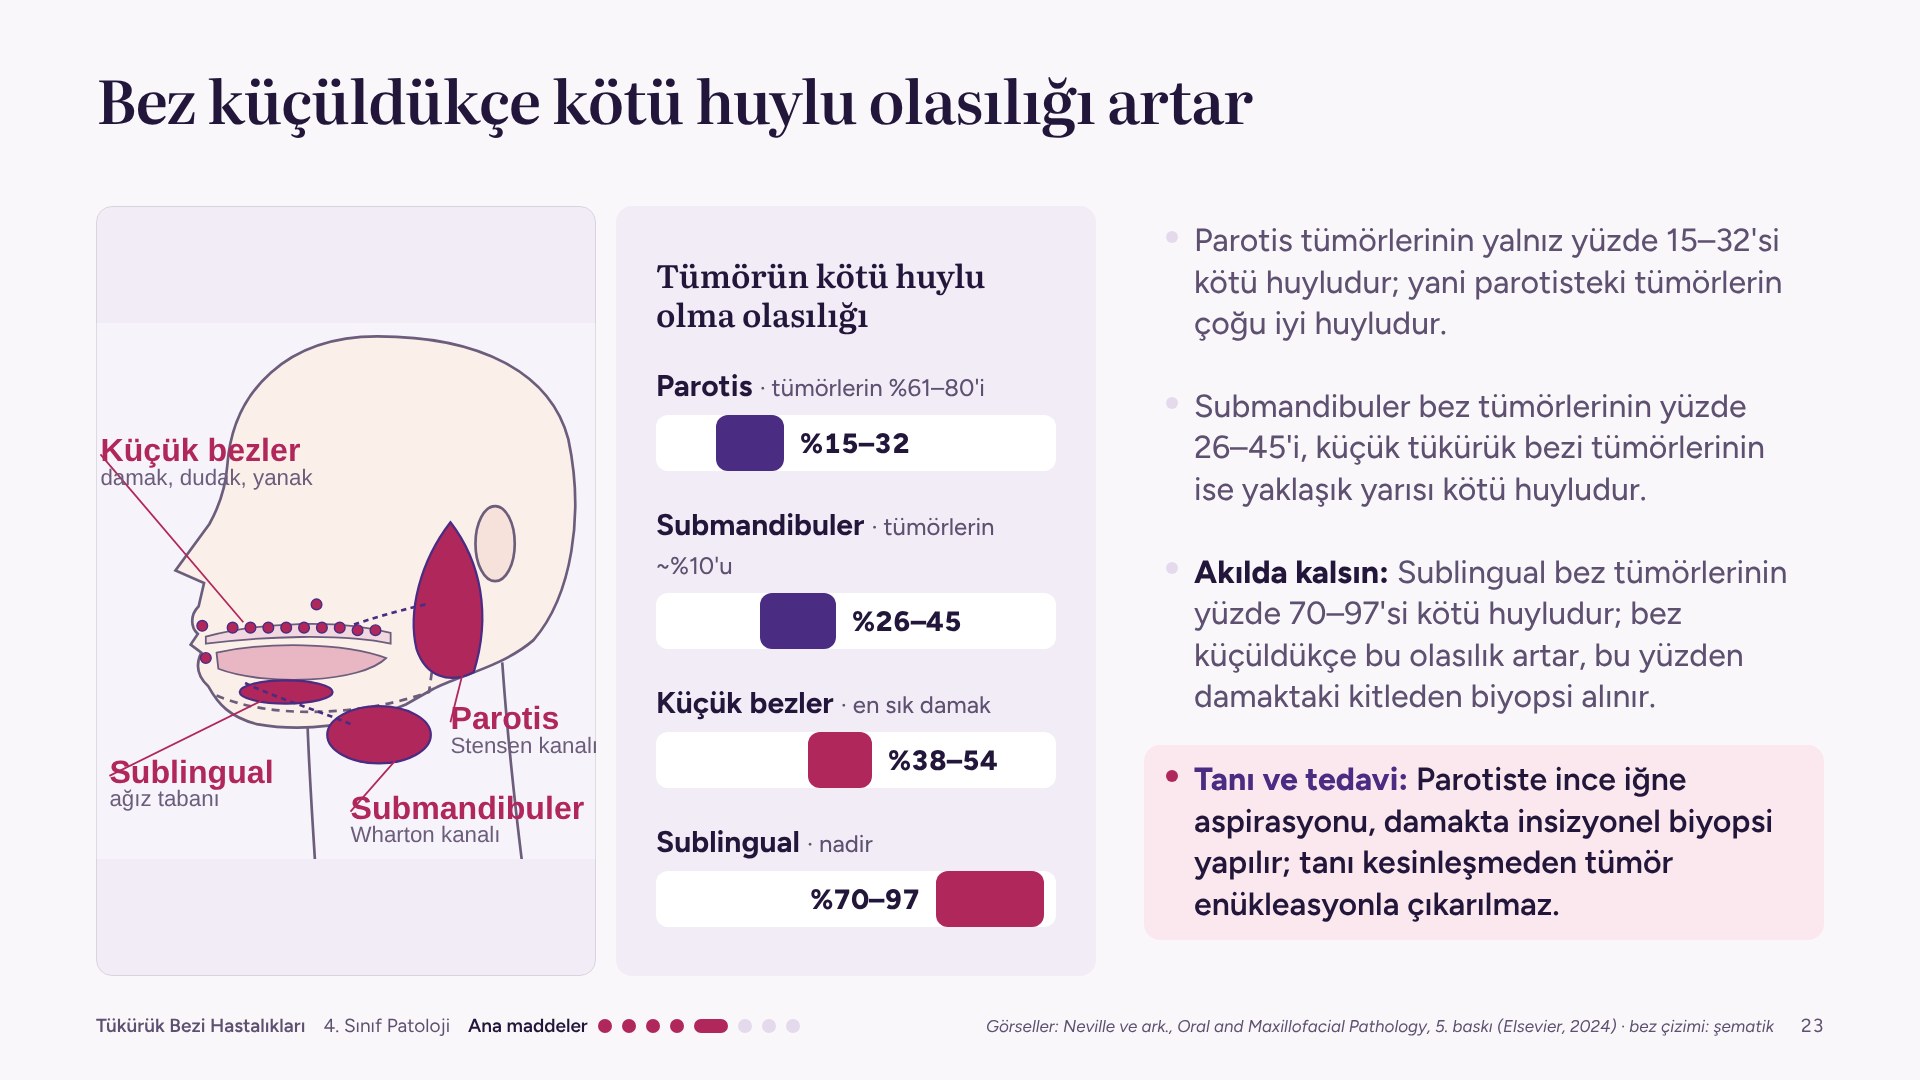 Bez küçüldükçe kötü huylu olasılığı artar
Küçük bezler
damak, dudak, yanak
Parotis
Stensen kanalı
Sublingual
ağız tabanı
Submandibuler
Wharton kanalı
Tümörün kötü huylu
olma olasılığı
Parotis · tümörlerin %61–80'i
%15–32
Submandibuler · tümörlerin
~%10'u
%26–45
Küçük bezler · en sık damak
%38–54
Sublingual · nadir
%70–97
Parotis tümörlerinin yalnız yüzde 15–32'si
kötü huyludur; yani parotisteki tümörlerin
çoğu iyi huyludur.
Submandibuler bez tümörlerinin yüzde
26–45'i, küçük tükürük bezi tümörlerinin
ise yaklaşık yarısı kötü huyludur.
Akılda kalsın: Sublingual bez tümörlerinin
yüzde 70–97'si kötü huyludur; bez
küçüldükçe bu olasılık artar, bu yüzden
damaktaki kitleden biyopsi alınır.
Tanı ve tedavi: Parotiste ince iğne
aspirasyonu, damakta insizyonel biyopsi
yapılır; tanı kesinleşmeden tümör
enükleasyonla çıkarılmaz.
Tükürük Bezi Hastalıkları 4. Sınıf Patoloji Ana maddeler
Görseller: Neville ve ark., Oral and Maxillofacial Pathology, 5. baskı (Elsevier, 2024) · bez çizimi: şematik 23